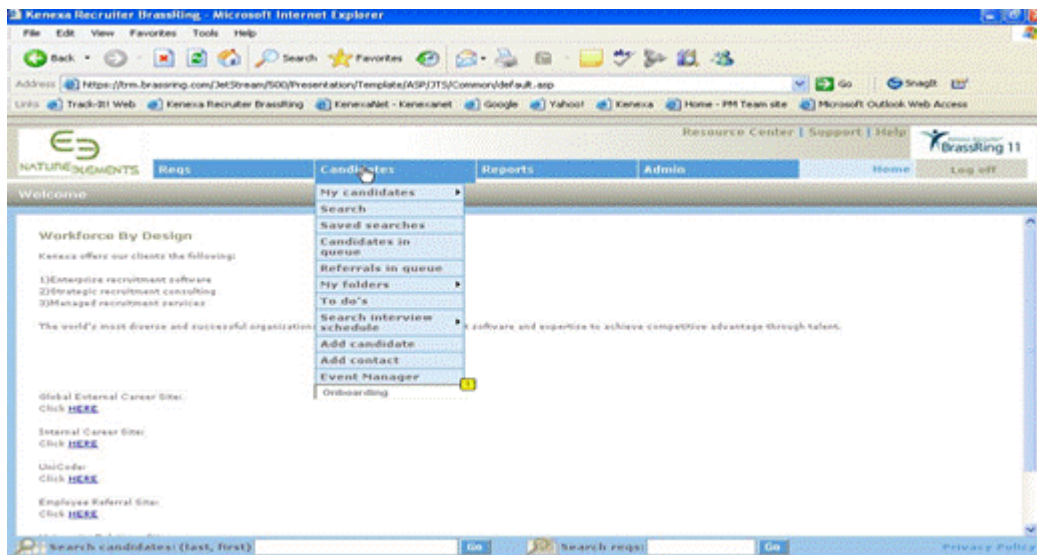 Kenexa Recruiter BrassRing - Microsoft Internet Explorer
File Edit View Favorites Tools Help
Back Search Favorites
Address https://trm.brassring.com/JetStream/500/Presentation/Template/ASP/JTS/Common/default.asp Go SnagIt
Links Track-It! Web Kenexa Recruiter BrassRing KenexaNet - Kenexanet Google Yahoo! Kenexa Home - PM Team site Microsoft Outlook Web Access
Resource Center | Support | Help
BrassRing 11
NATURE ELEMENTS
Reqs Candidates Reports Admin Home Log off
Welcome
My candidates
Search
Saved searches
Candidates in queue
Referrals in queue
My folders
To do's
Search interview schedule
Add candidate
Add contact
Event Manager
Onboarding
Workforce By Design
Kenexa offers our clients the following:
1)Enterprise recruitment software
2)Strategic recruitment consulting
3)Managed recruitment services
The world's most diverse and successful organization software and expertise to achieve competitive advantage through talent.
Global External Career Site:
Click HERE
Internal Career Site:
Click HERE
UniCode:
Click HERE
Employee Referral Site:
Click HERE
Search candidates: (last, first) Go Search reqs: Go Privacy Policy